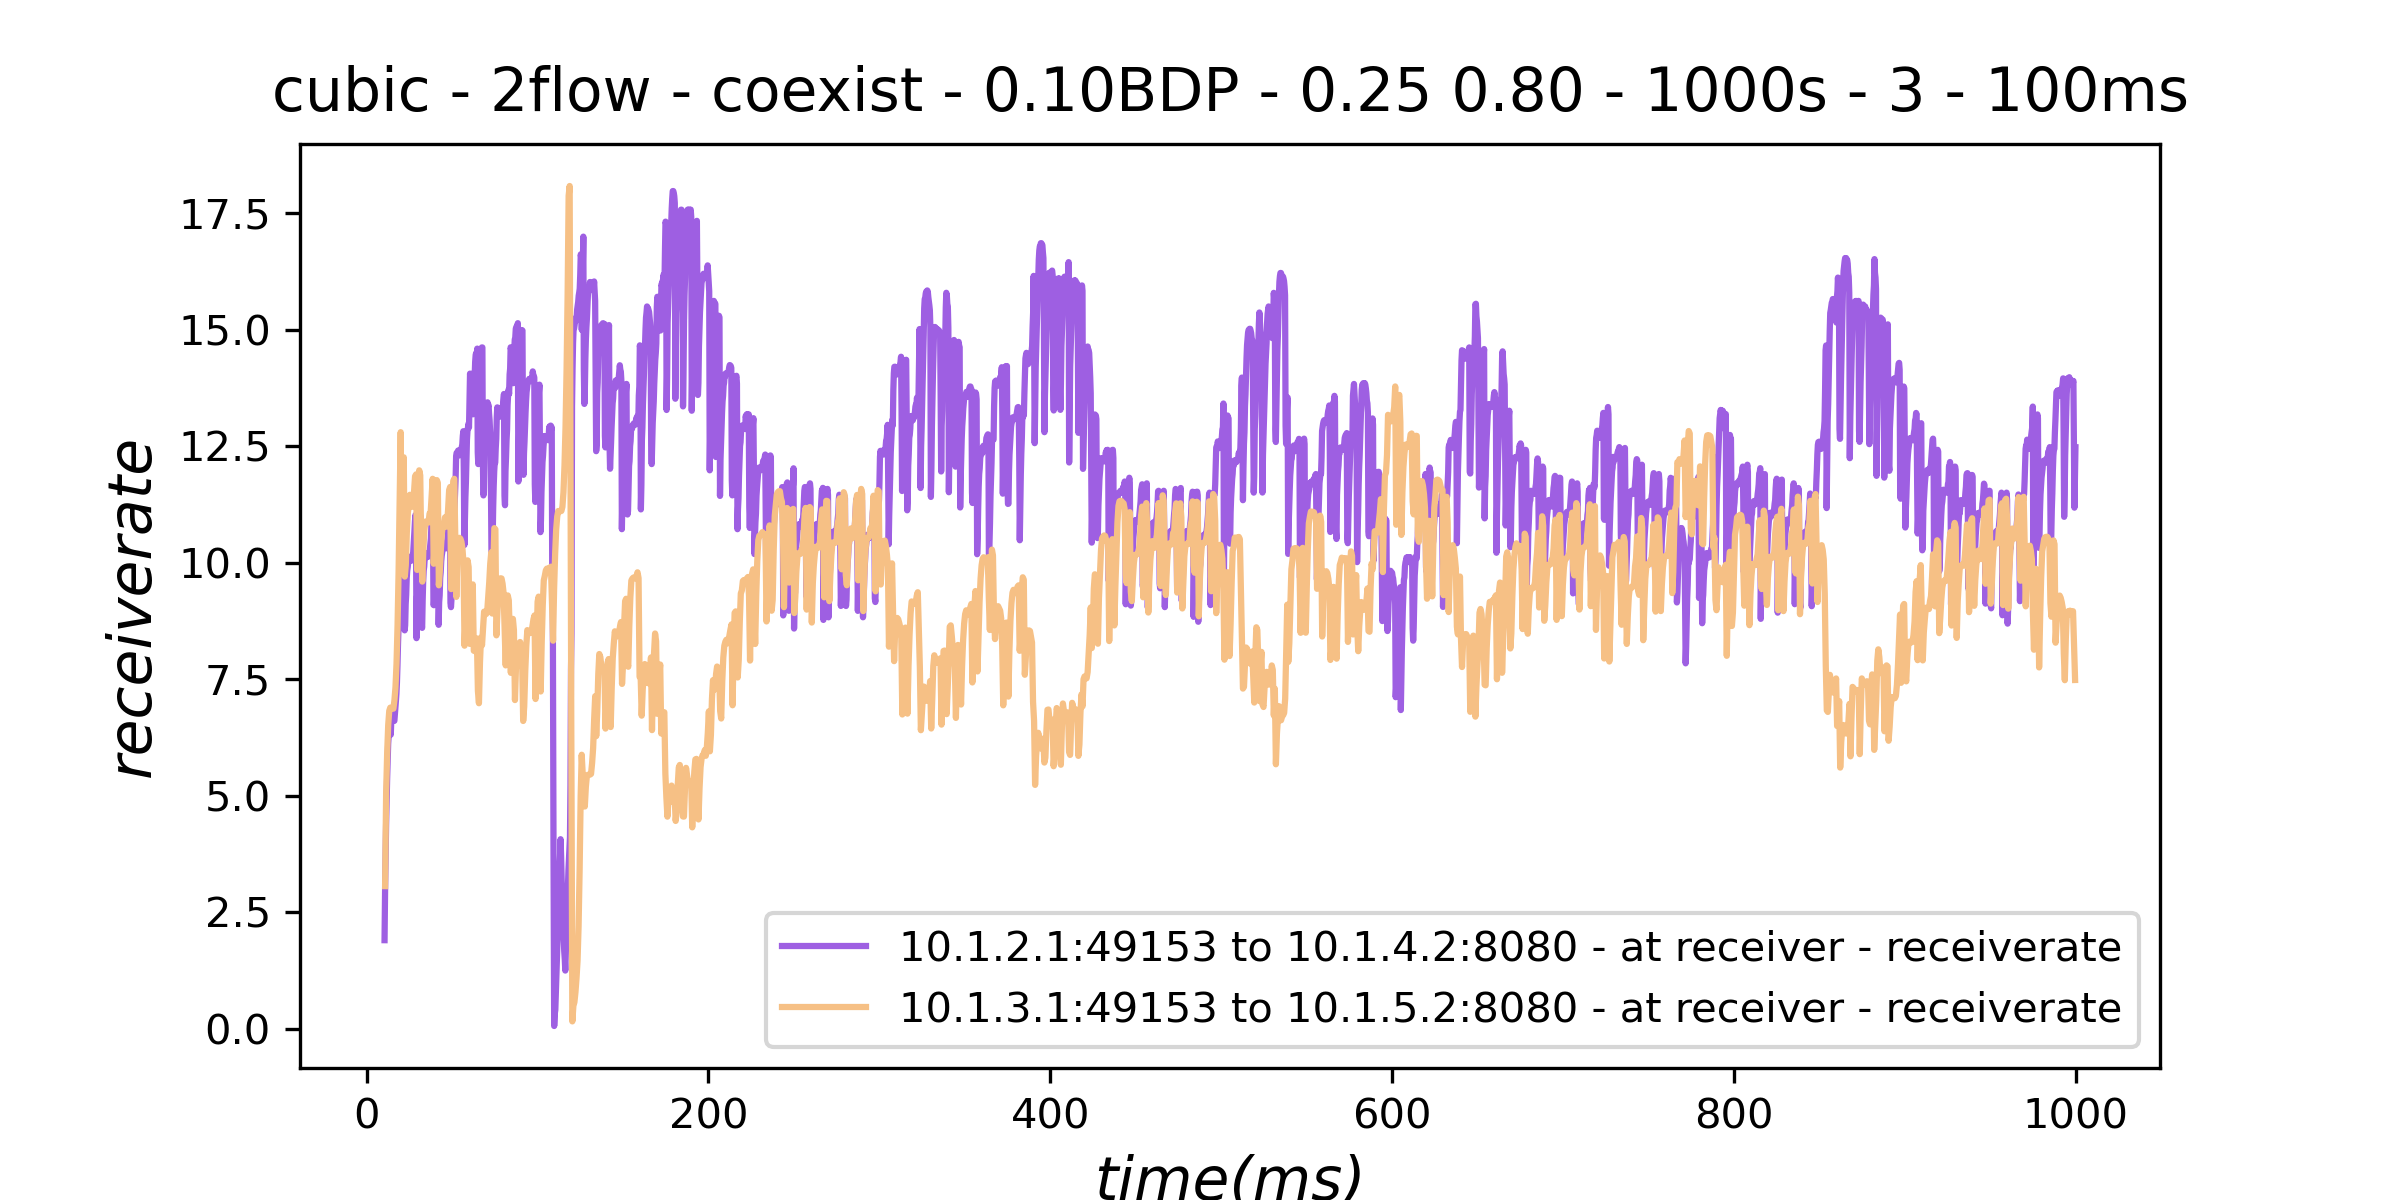 cubic - 2flow - coexist - 0.10BDP - 0.25 0.80 - 1000s - 3 - 100ms
receiverate
17.5
15.0
12.5
10.0
7.5
5.0
2.5
0.0
10.1.2.1:49153 to 10.1.4.2:8080 - at receiver - receiverate
10.1.3.1:49153 to 10.1.5.2:8080 - at receiver - receiverate
0 200 400 600 800 1000
time(ms)